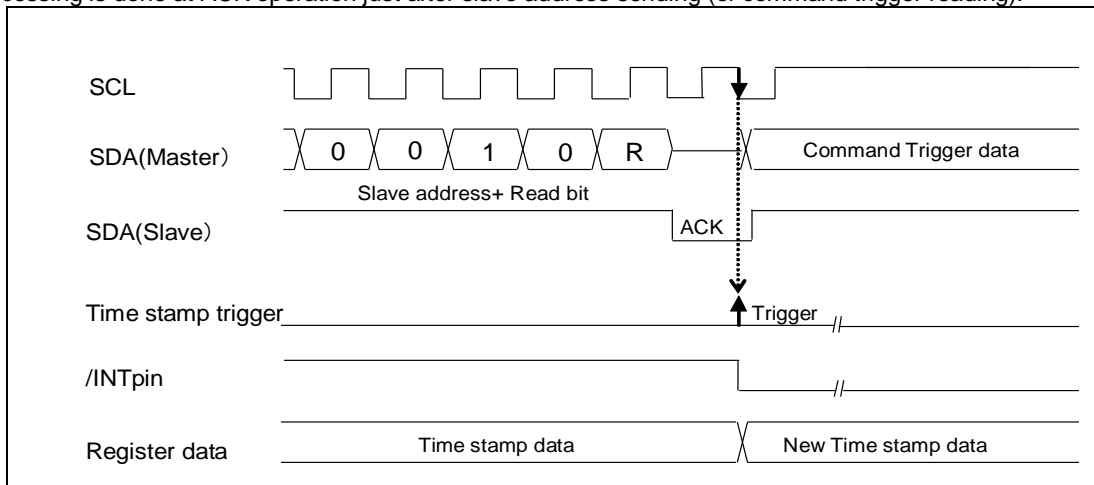 essing is done at ACK operation just after slave address sending (or command trigger reading).
SCL
SDA(Master） 0 0 1 0 R Command Trigger data
Slave address+ Read bit
SDA(Slave） ACK
Time stamp trigger Trigger
/INTpin
Register data Time stamp data New Time stamp data